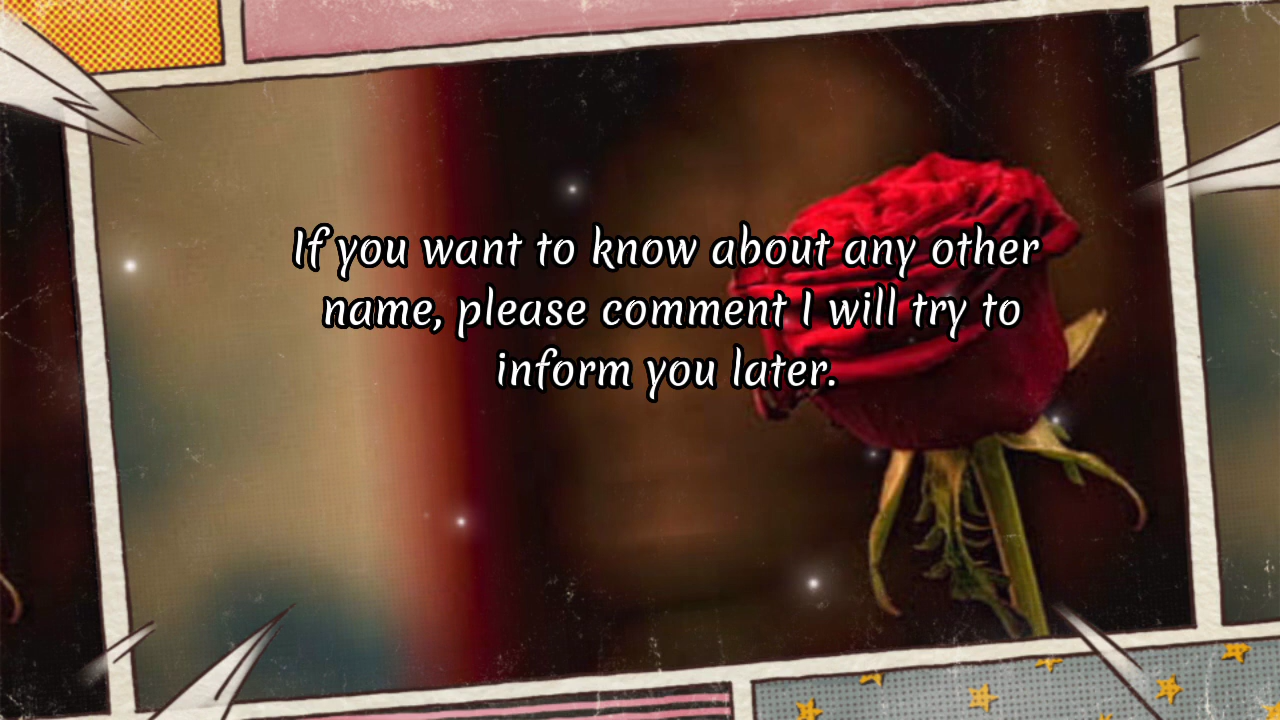 If you want to know about any other
name, please comment I will try to
inform you later.